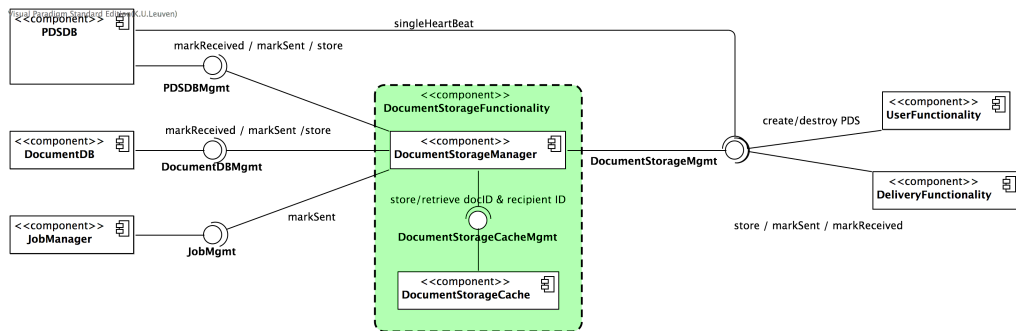 Visual Paradigm Standard Edition(K.U.Leuven)
<<component>>
PDSDB
singleHeartBeat
markReceived / markSent / store
PDSDBMgmt
<<component>>
DocumentStorageFunctionality
<<component>>
UserFunctionality
create/destroy PDS
<<component>>
DocumentDB
markReceived / markSent /store
DocumentDBMgmt
<<component>>
DocumentStorageManager
DocumentStorageMgmt
<<component>>
DeliveryFunctionality
store / markSent / markReceived
store/retrieve docID & recipient ID
markSent
<<component>>
JobManager
JobMgmt
DocumentStorageCacheMgmt
<<component>>
DocumentStorageCache